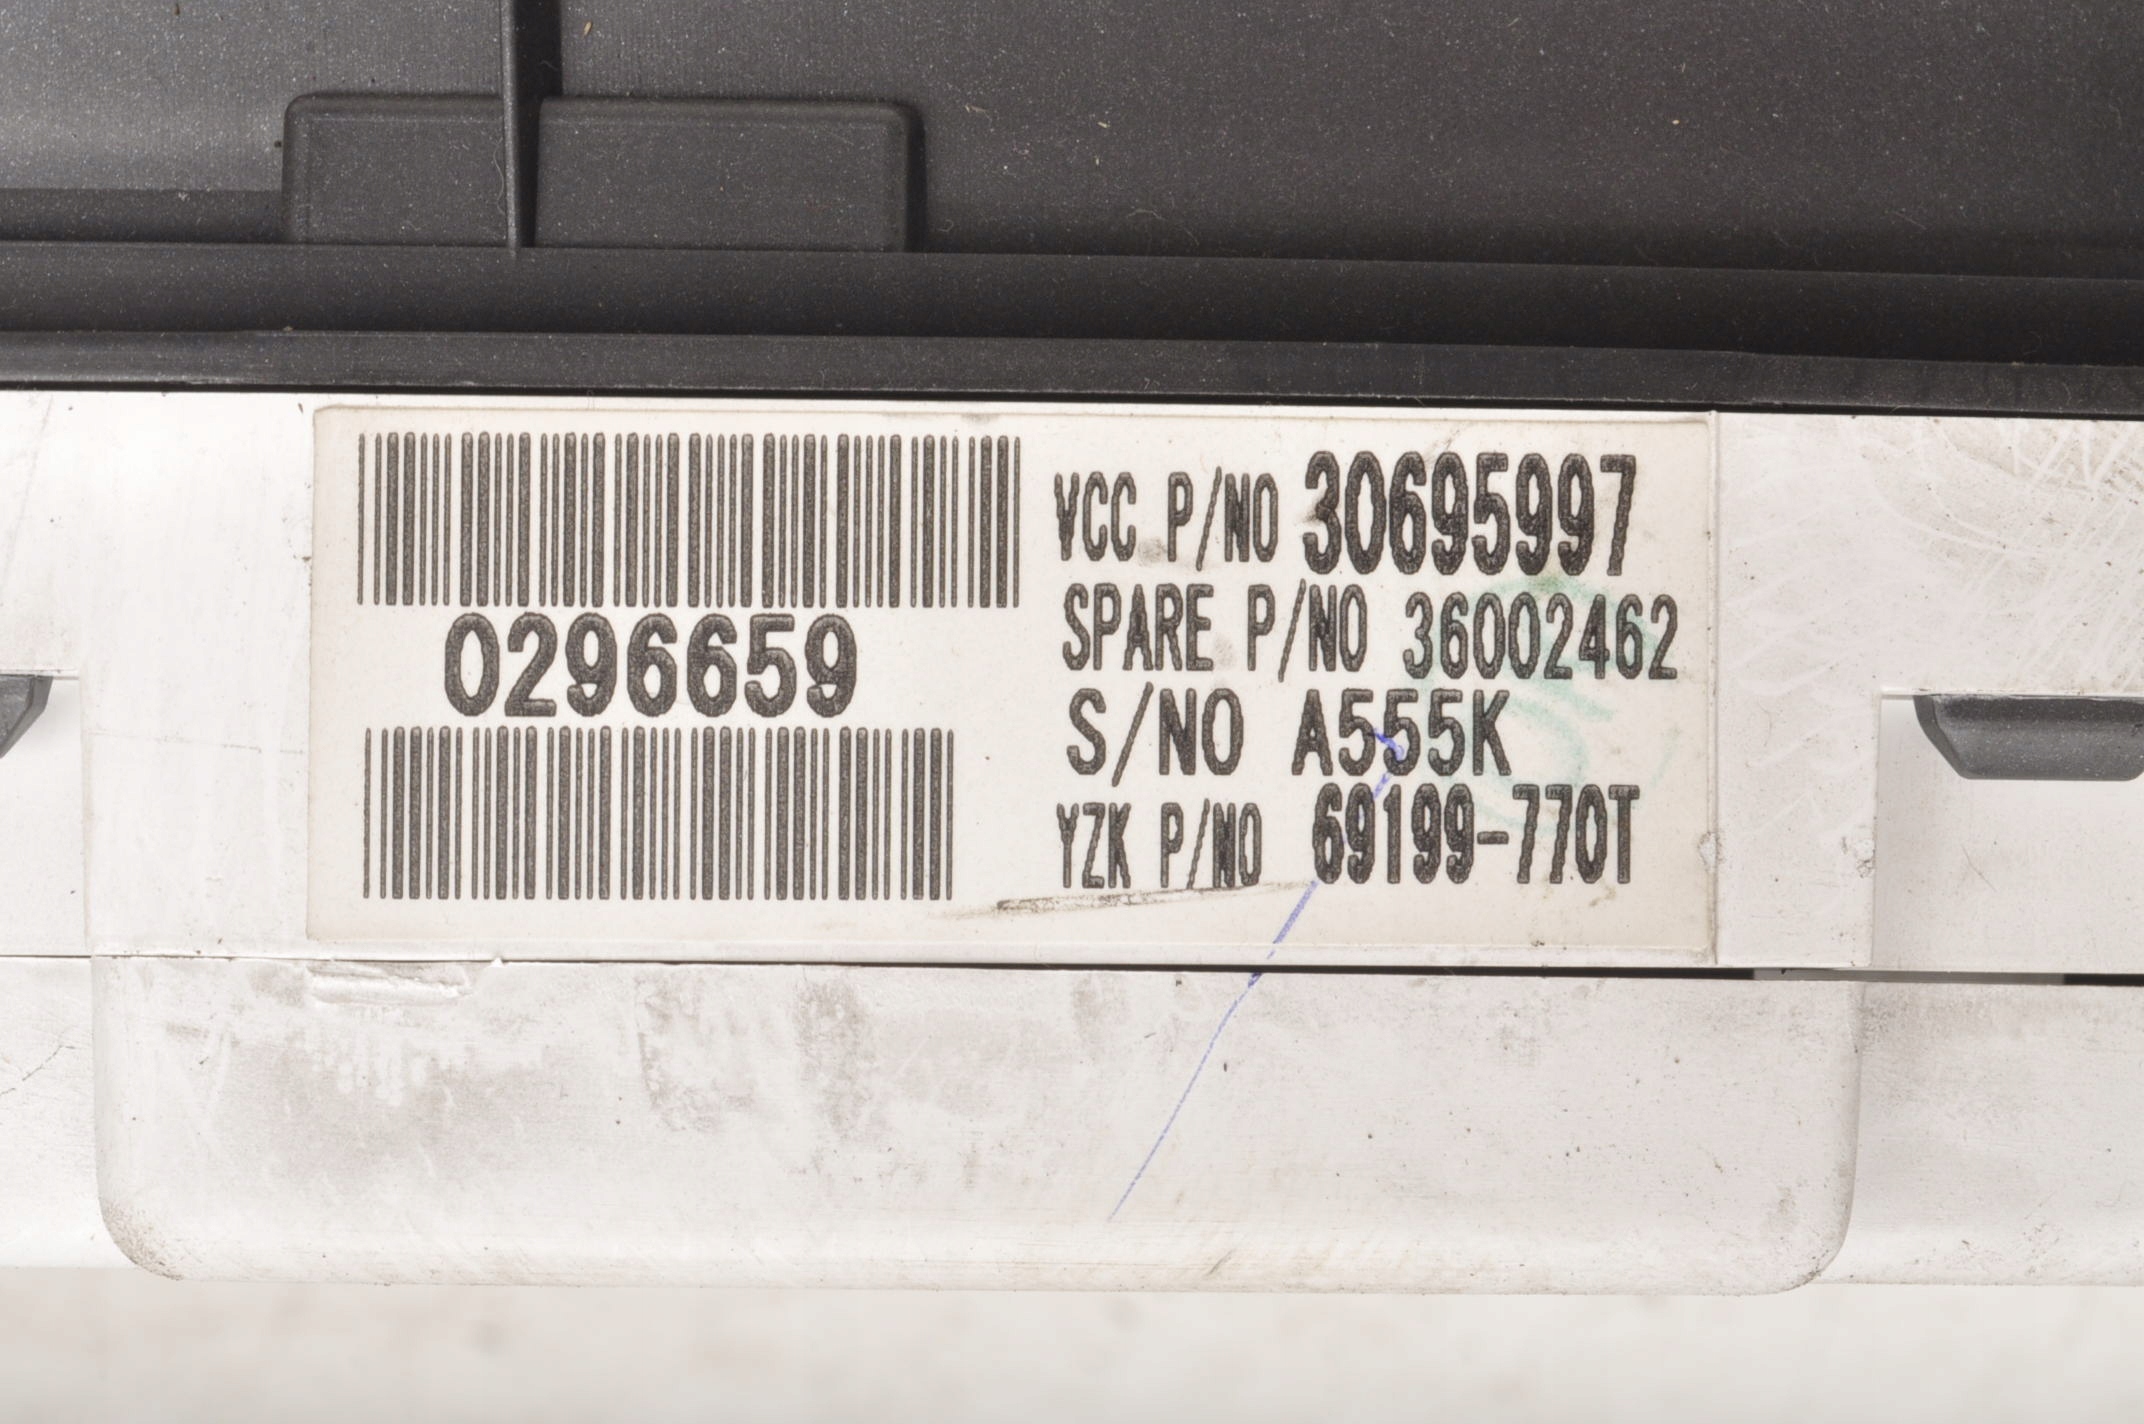 0296659
VCC P/NO 30695997
SPARE P/NO 36002462
S/NO A555K
YZK P/NO 69199-770T